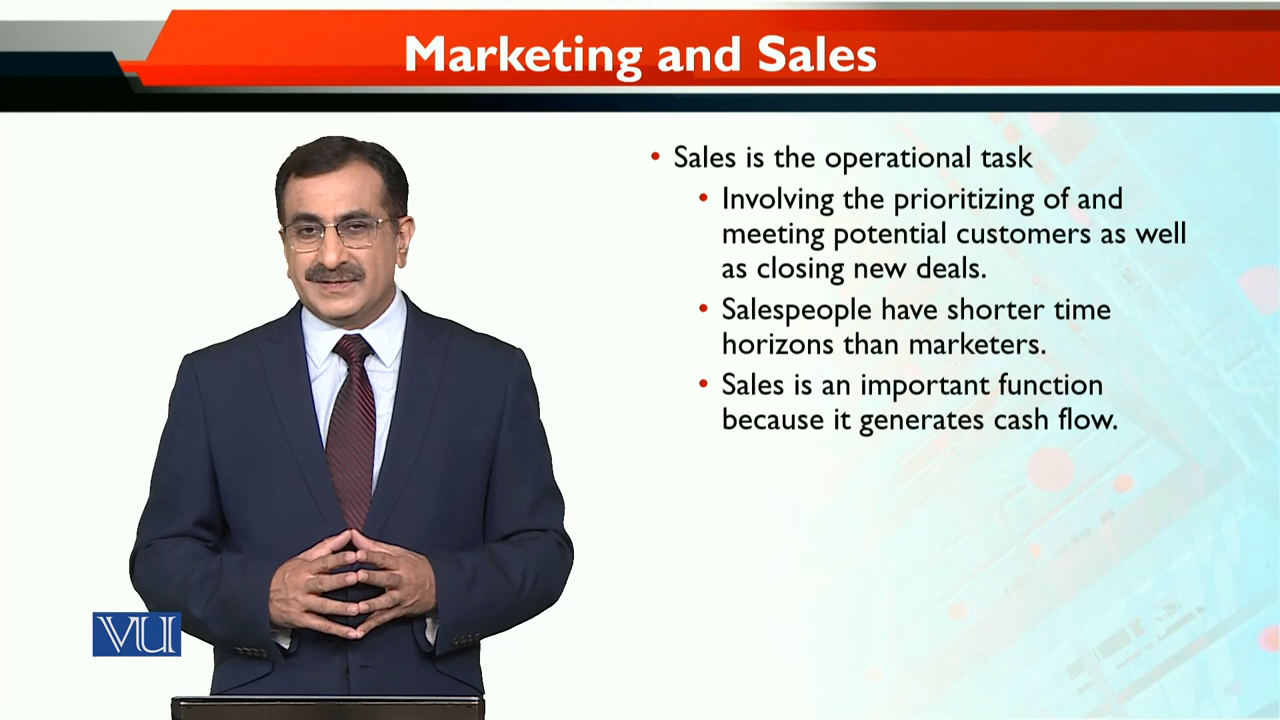 Marketing and Sales
• Sales is the operational task
• Involving the prioritizing of and
meeting potential customers as well
as closing new deals.
• Salespeople have shorter time
horizons than marketers.
• Sales is an important function
because it generates cash flow.
VU